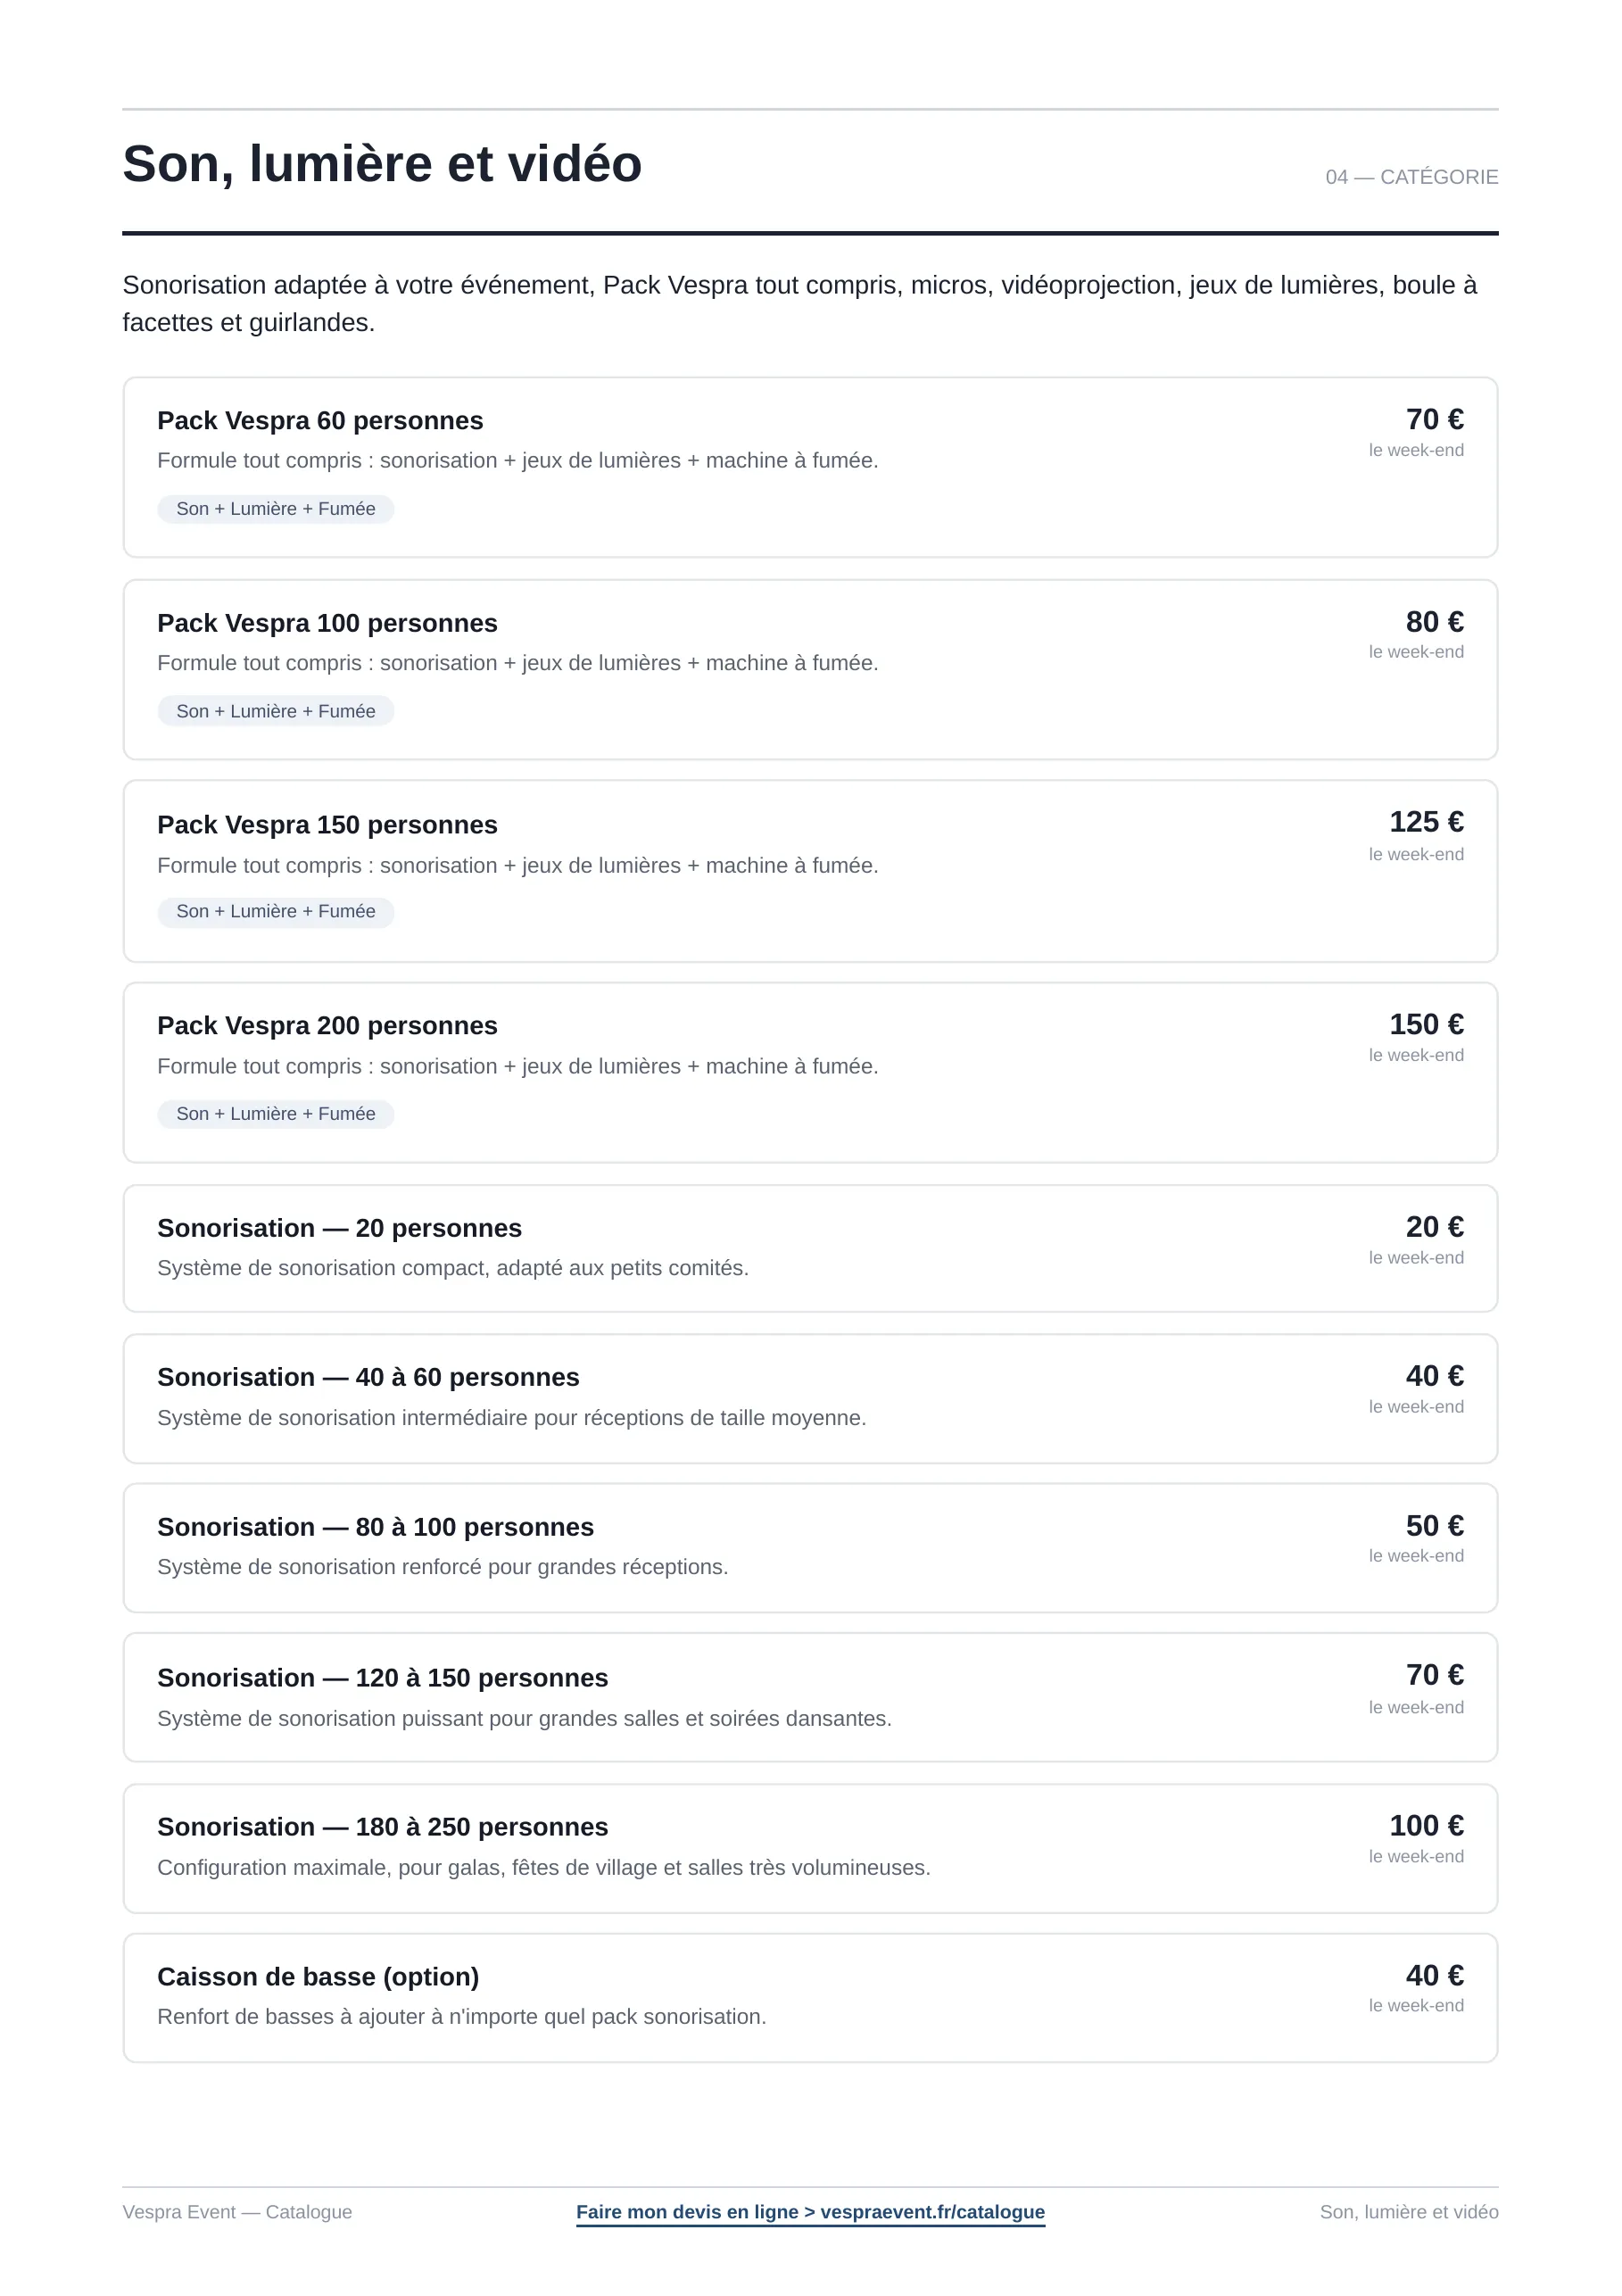 Son, lumière et vidéo
04 — CATÉGORIE
Sonorisation adaptée à votre événement, Pack Vespra tout compris, micros, vidéoprojection, jeux de lumières, boule à
facettes et guirlandes.
Pack Vespra 60 personnes
70 €
Formule tout compris : sonorisation + jeux de lumières + machine à fumée.
le week-end
Son + Lumière + Fumée
Pack Vespra 100 personnes
80 €
Formule tout compris : sonorisation + jeux de lumières + machine à fumée.
le week-end
Son + Lumière + Fumée
Pack Vespra 150 personnes
125 €
Formule tout compris : sonorisation + jeux de lumières + machine à fumée.
le week-end
Son + Lumière + Fumée
Pack Vespra 200 personnes
150 €
Formule tout compris : sonorisation + jeux de lumières + machine à fumée.
le week-end
Son + Lumière + Fumée
Sonorisation — 20 personnes
20 €
Système de sonorisation compact, adapté aux petits comités.
le week-end
Sonorisation — 40 à 60 personnes
40 €
Système de sonorisation intermédiaire pour réceptions de taille moyenne.
le week-end
Sonorisation — 80 à 100 personnes
50 €
Système de sonorisation renforcé pour grandes réceptions.
le week-end
Sonorisation — 120 à 150 personnes
70 €
Système de sonorisation puissant pour grandes salles et soirées dansantes.
le week-end
Sonorisation — 180 à 250 personnes
100 €
Configuration maximale, pour galas, fêtes de village et salles très volumineuses.
le week-end
Caisson de basse (option)
40 €
Renfort de basses à ajouter à n'importe quel pack sonorisation.
le week-end
Vespra Event — Catalogue
Faire mon devis en ligne > vespraevent.fr/catalogue
Son, lumière et vidéo